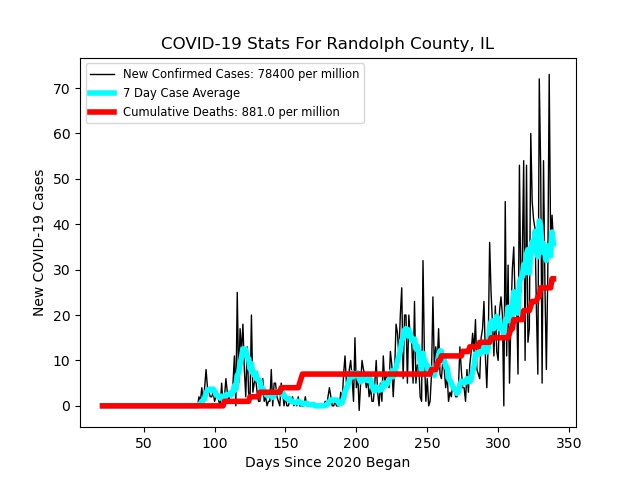 COVID-19 Stats For Randolph County, IL
New Confirmed Cases: 78400 per million
7 Day Case Average
Cumulative Deaths: 881.0 per million
New COVID-19 Cases
70
60
50
40
30
20
10
0
50
100
150
200
250
300
350
Days Since 2020 Began